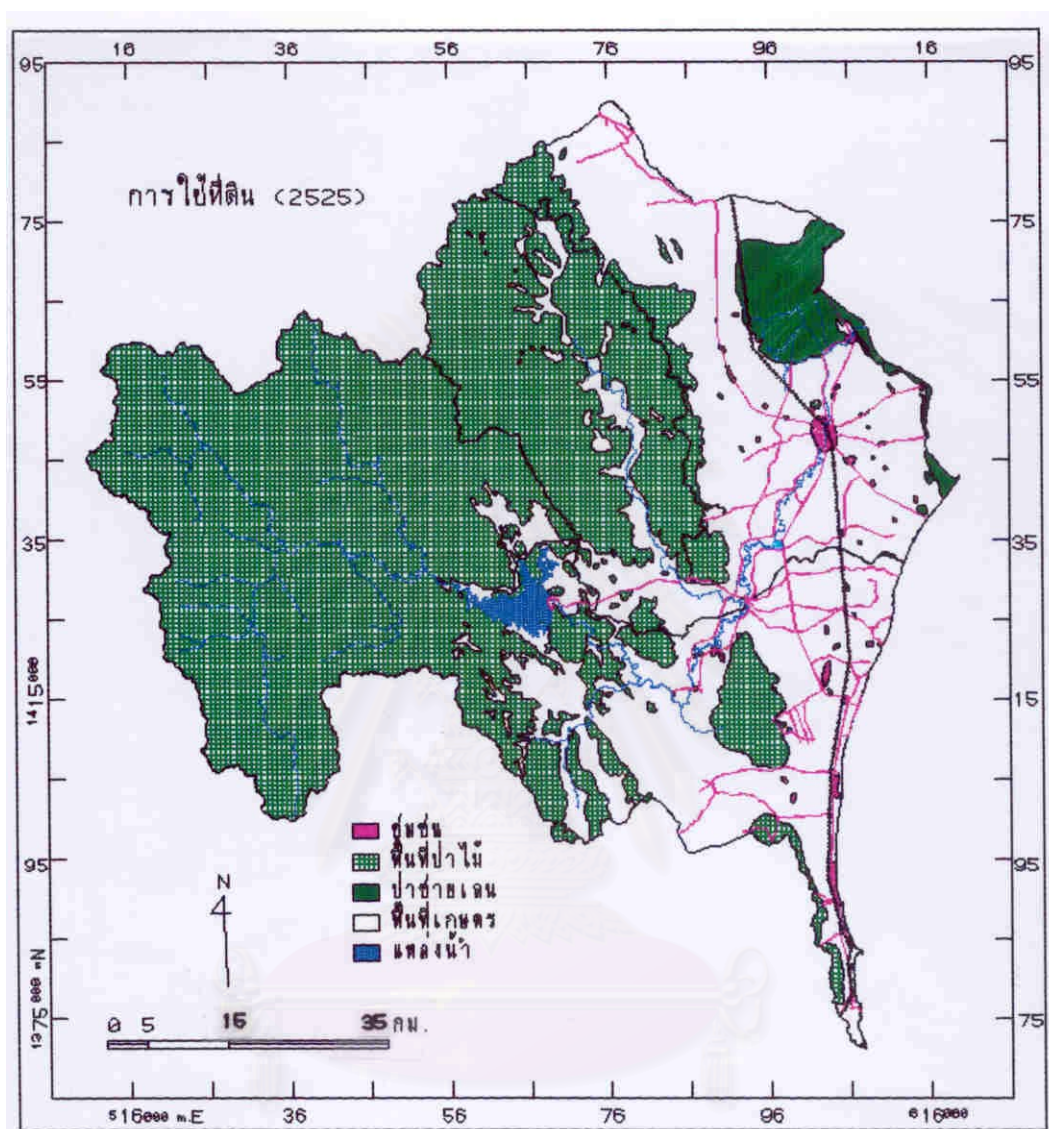 16 36 56 76 96 16
95 95
การใช้ที่ดิน (2525)
75 75
55 55
35 35
1415000 15
ชุมชน
พื้นที่ป่าไม้
ป่าชายเลน
พื้นที่เกษตร
แหล่งน้ำ
95 95
N
1375000 mN 75
0 5 15 35 กม.
516000 m.E 36 56 76 96 616000